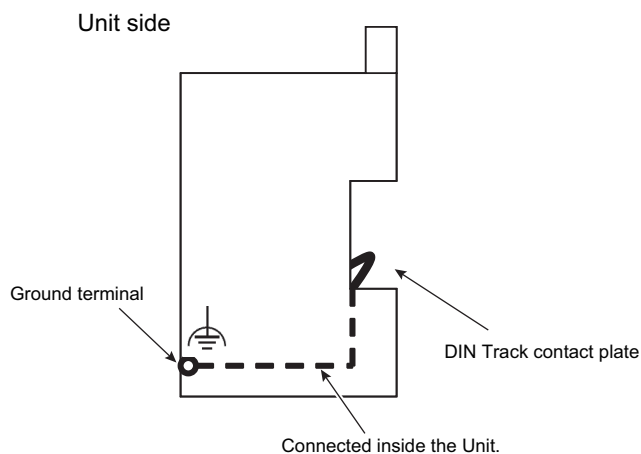 Unit side
Ground terminal
DIN Track contact plate
Connected inside the Unit.